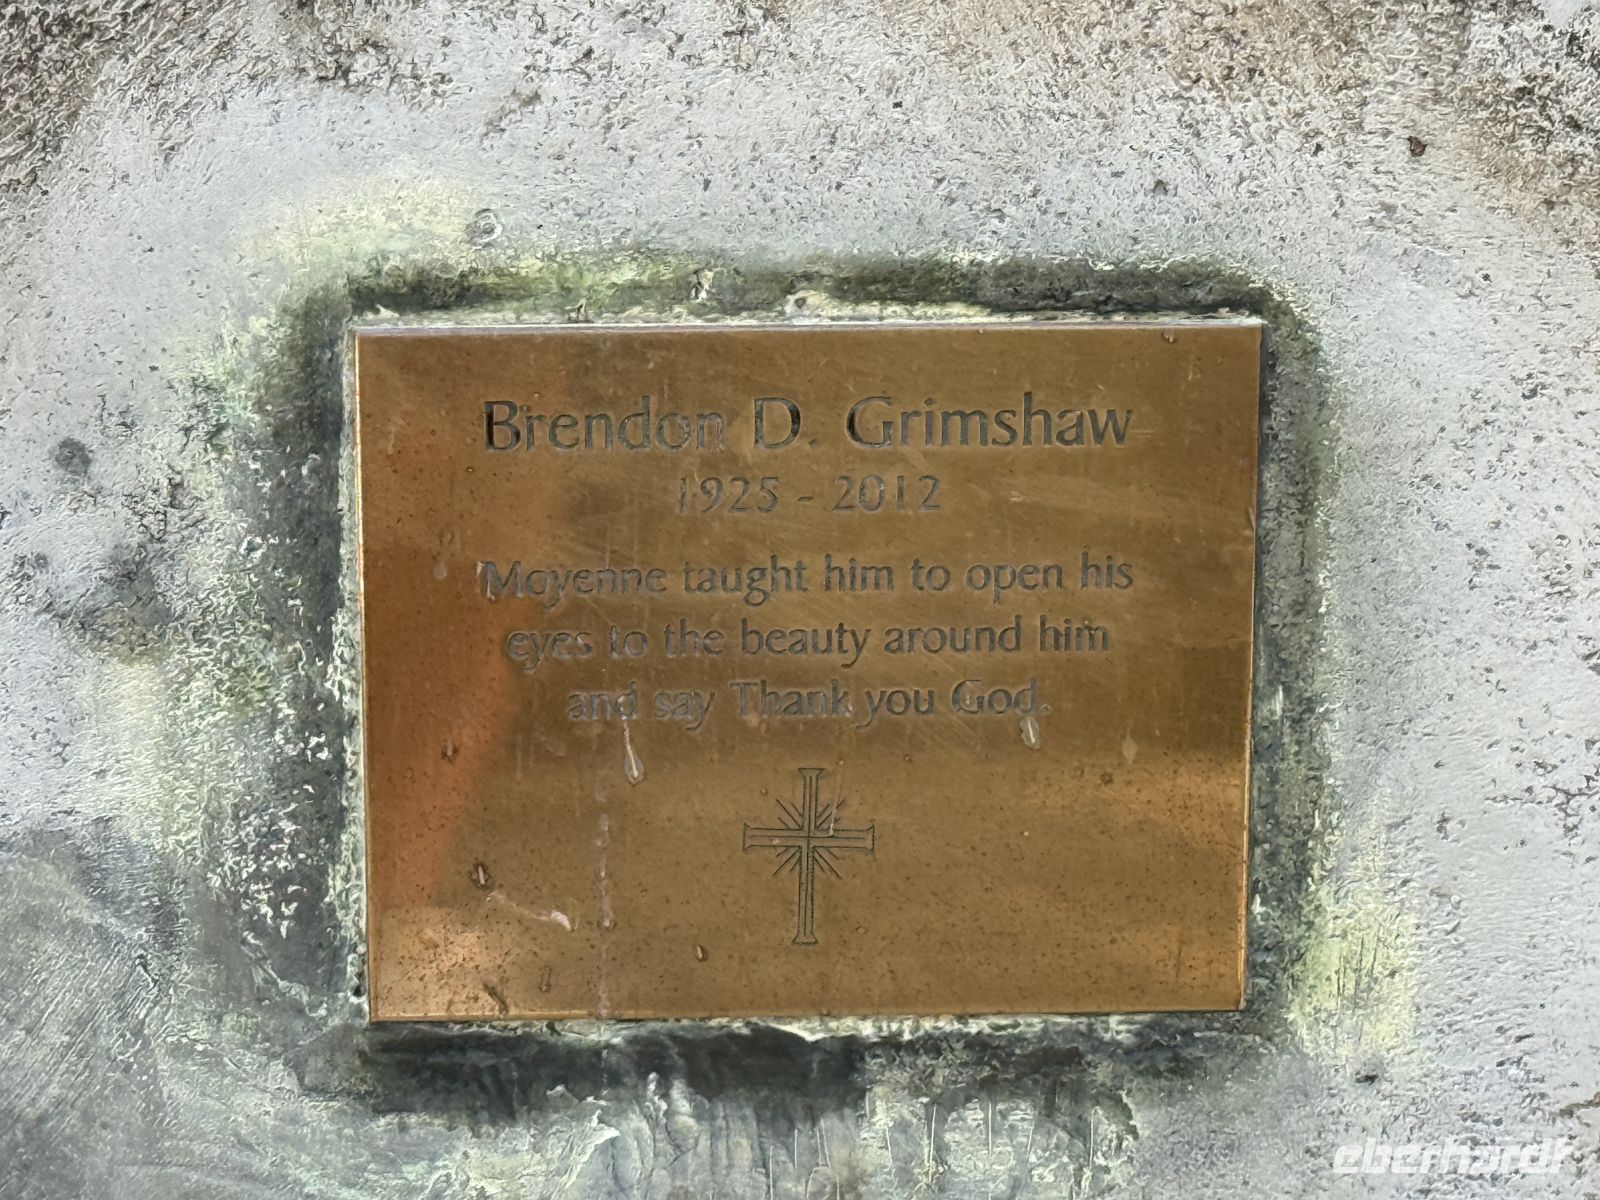 Brendon D. Grimshaw
1925 - 2012
Moyenne taught him to open his
eyes to the beauty around him
and say Thank you God.
eberhardt